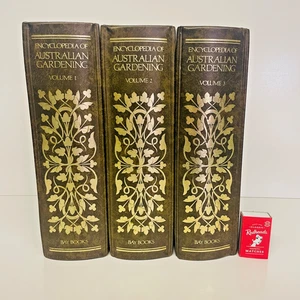 ENCYCLOPEDIA OF
AUSTRALIAN
GARDENING
VOLUME 1
BAY BOOKS
ENCYCLOPEDIA OF
AUSTRALIAN
GARDENING
VOLUME 2
BAY BOOKS
ENCYCLOPEDIA OF
AUSTRALIAN
GARDENING
VOLUME 3
BAY BOOKS
Redheads
MATCHES